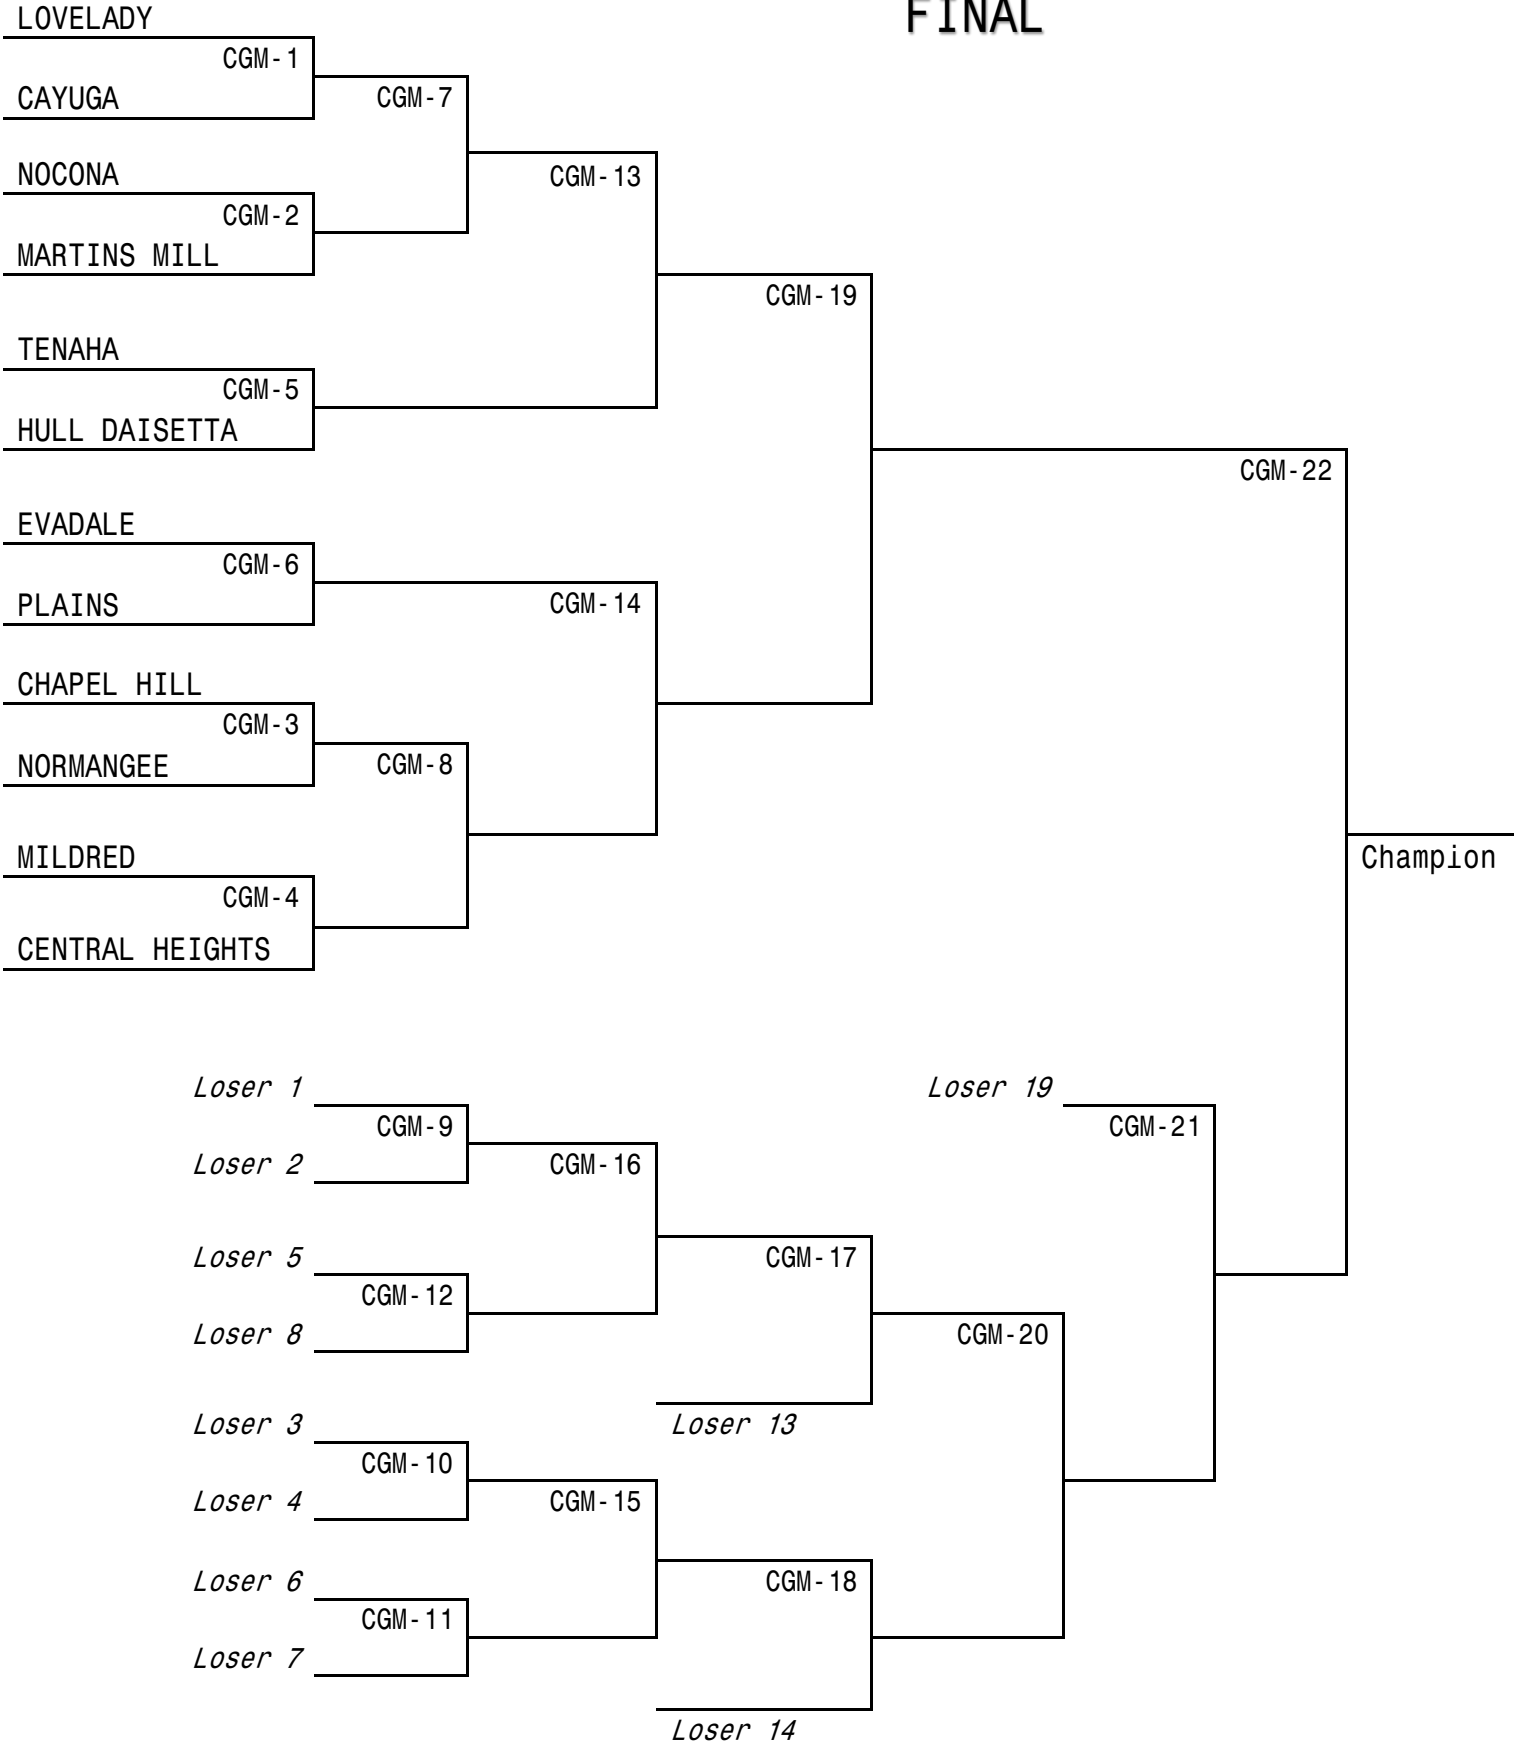 FINAL
LOVELADY
CGM-1
CAYUGA
CGM-7
NOCONA
CGM-13
CGM-2
MARTINS MILL
CGM-19
TENAHA
CGM-5
HULL DAISETTA
CGM-22
EVADALE
CGM-6
PLAINS
CGM-14
CHAPEL HILL
CGM-3
NORMANGEE
CGM-8
MILDRED
Champion
CGM-4
CENTRAL HEIGHTS
Loser 1
Loser 19
CGM-9
CGM-21
Loser 2
CGM-16
Loser 5
CGM-17
CGM-12
Loser 8
CGM-20
Loser 3
Loser 13
CGM-10
Loser 4
CGM-15
Loser 6
CGM-18
CGM-11
Loser 7
Loser 14